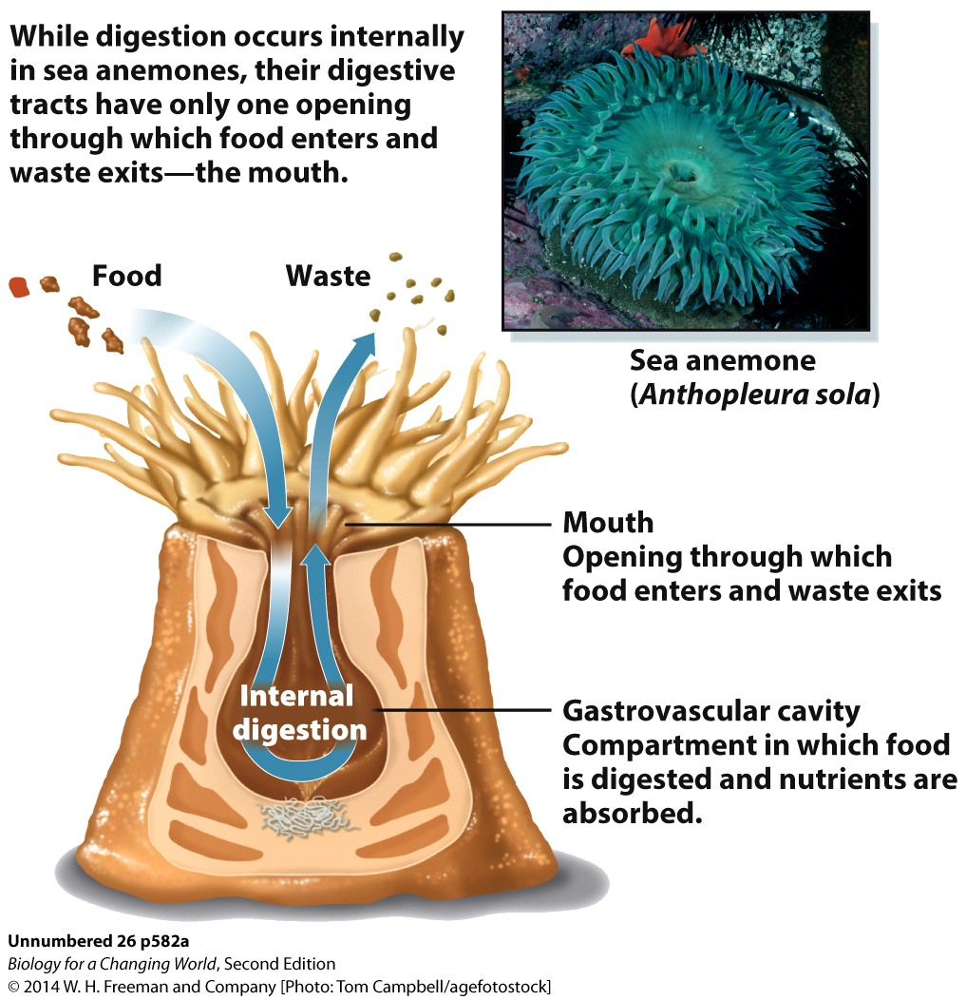 While digestion occurs internally
in sea anemones, their digestive
tracts have only one opening
through which food enters and
waste exits—the mouth.
Food
Waste
Sea anemone
(Anthopleura sola)
Mouth
Opening through which
food enters and waste exits
Internal
digestion
Gastrovascular cavity
Compartment in which food
is digested and nutrients are
absorbed.
Unnumbered 26 p582a
Biology for a Changing World, Second Edition
© 2014 W. H. Freeman and Company [Photo: Tom Campbell/agefotostock]